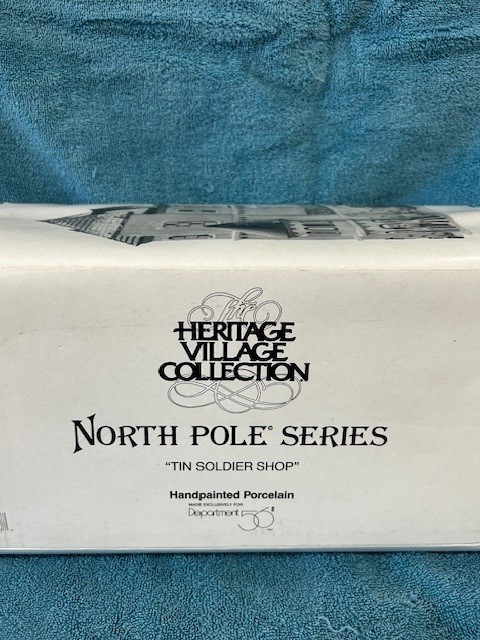 The
HERITAGE
VILLAGE
COLLECTION
NORTH POLE® SERIES
"TIN SOLDIER SHOP"
Handpainted Porcelain
MADE EXCLUSIVELY FOR
Department 56®